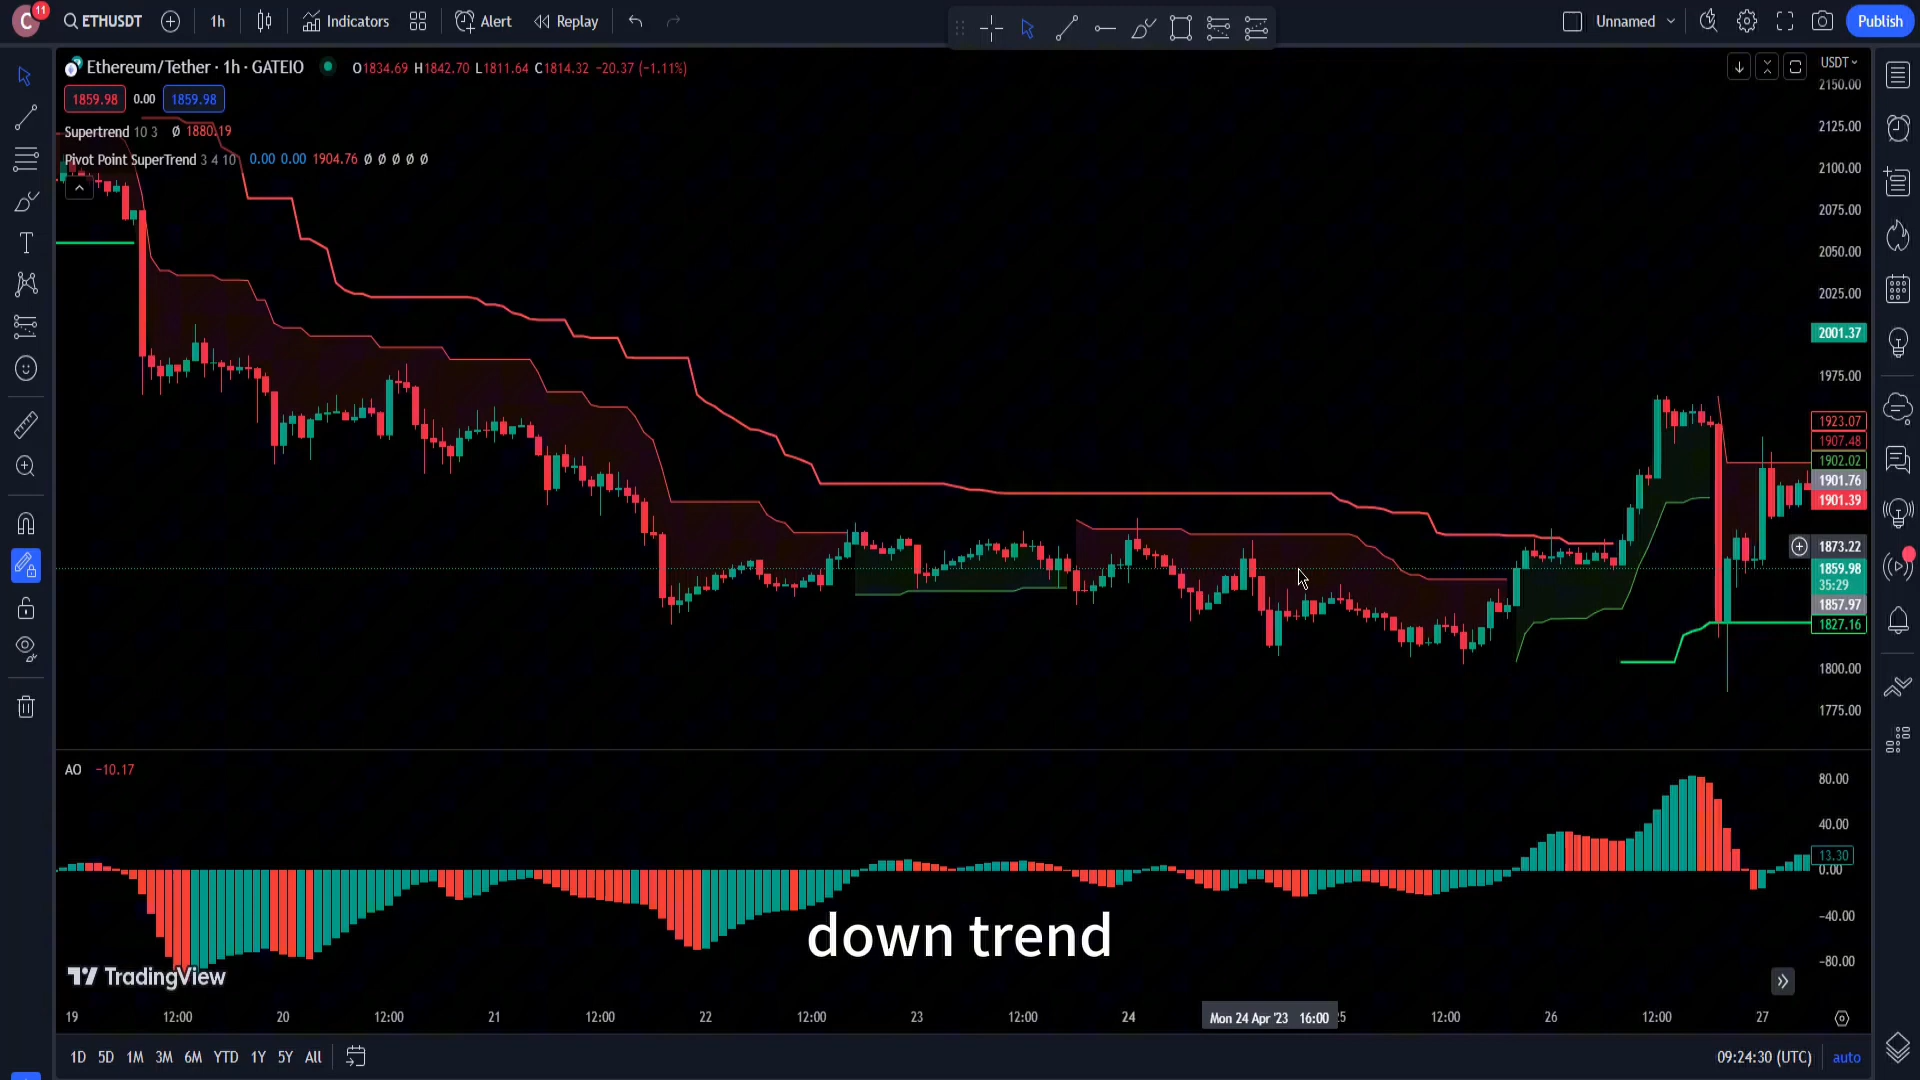 C 11 ETHUSDT 1h Indicators Alert Replay Unnamed Publish
Ethereum/Tether · 1h · GATEIO O1834.69 H1842.70 L1811.64 C1814.32 −20.37 (−1.11%)
USDT
1859.98 0.00 1859.98
Supertrend 10 3 Ø 1880.19
Pivot Point SuperTrend 3 4 10 0.00 0.00 1904.76 Ø Ø Ø Ø Ø
2150.00
2125.00
2100.00
2075.00
2050.00
2025.00
2001.37
1975.00
1923.07
1907.48
1902.02
1901.76
1901.39
1873.22
1859.98
35:29
1857.97
1827.16
1800.00
1775.00
AO −10.17
80.00
40.00
13.30
0.00
−40.00
−80.00
down trend
TradingView
19 12:00 20 12:00 21 12:00 22 12:00 23 12:00 24 Mon 24 Apr '23 16:00 25 12:00 26 12:00 27
1D 5D 1M 3M 6M YTD 1Y 5Y All 09:24:30 (UTC) auto